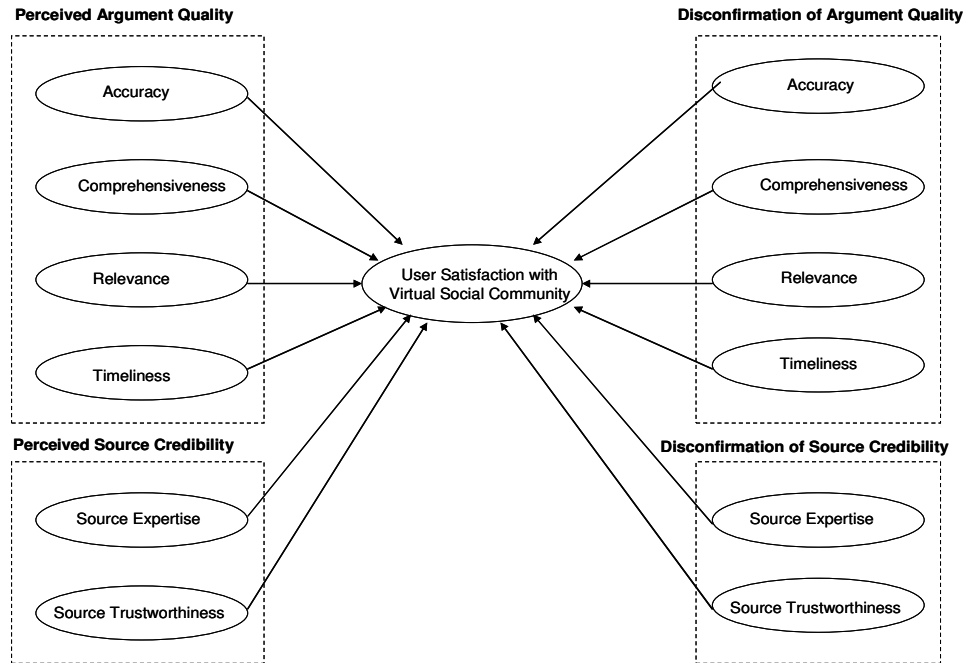 Perceived Argument Quality
Accuracy
Comprehensiveness
Relevance
Timeliness
Perceived Source Credibility
Source Expertise
Source Trustworthiness
User Satisfaction with
Virtual Social Community
Disconfirmation of Argument Quality
Accuracy
Comprehensiveness
Relevance
Timeliness
Disconfirmation of Source Credibility
Source Expertise
Source Trustworthiness